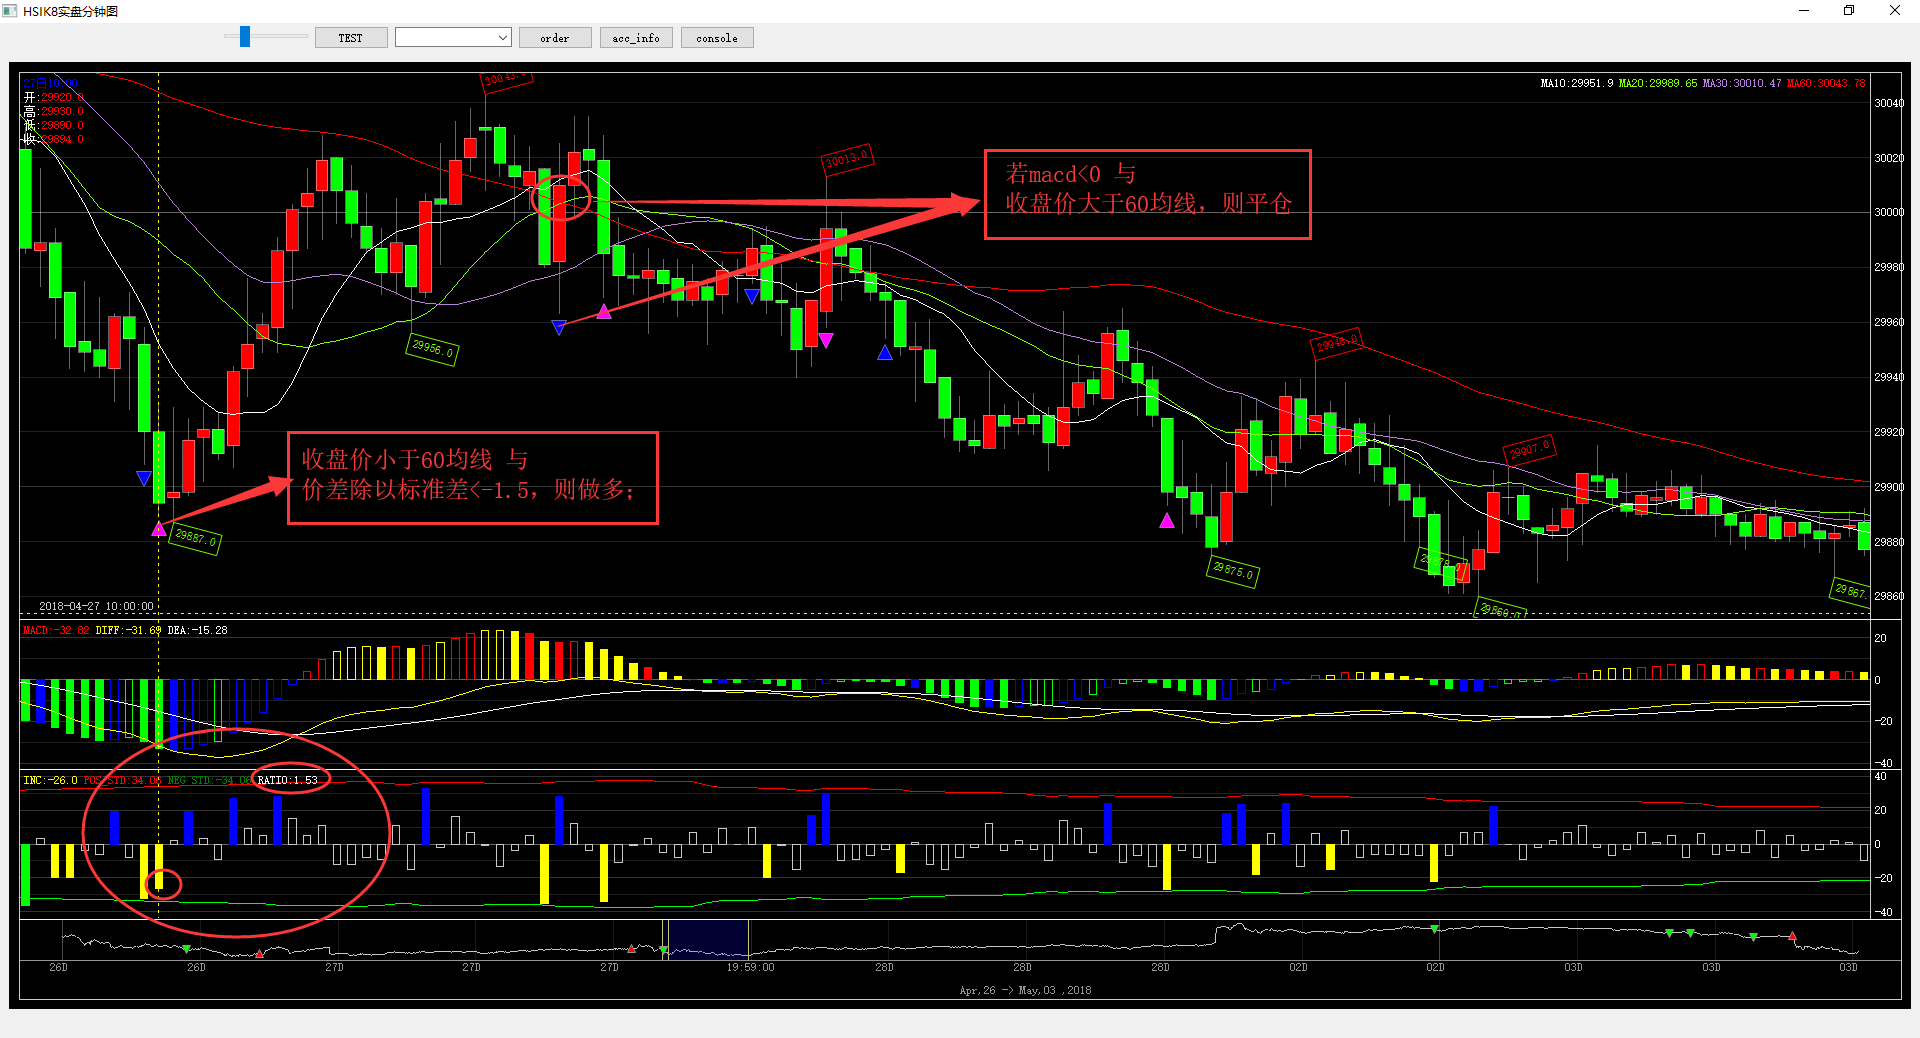 HSIK8实盘分钟图
TEST
order
acc_info
console
27日10:00
开:29920.0
高:29930.0
低:29890.0
收:29894.0
MA10:29951.9 MA20:29989.65 MA30:30010.47 MA60:30043.78
30043.0
30013.0
29956.0
29887.0
29875.0
29948.0
29907.0
29878.0
29869.0
29867.
若macd<0 与
收盘价大于60均线，则平仓
收盘价小于60均线 与
价差除以标准差<-1.5，则做多；
30040
30020
30000
29980
29960
29940
29920
29900
29880
29860
2018-04-27 10:00:00
MACD:-32.82 DIFF:-31.69 DEA:-15.28
20
0
-20
-40
INC:-26.0 POS_STD:34.06 NEG_STD:-34.06 RATIO:1.53
40
20
0
-20
-40
26D 26D 27D 27D 27D 19:59:00 28D 28D 28D 02D 02D 03D 03D 03D
Apr,26 -> May,03 ,2018